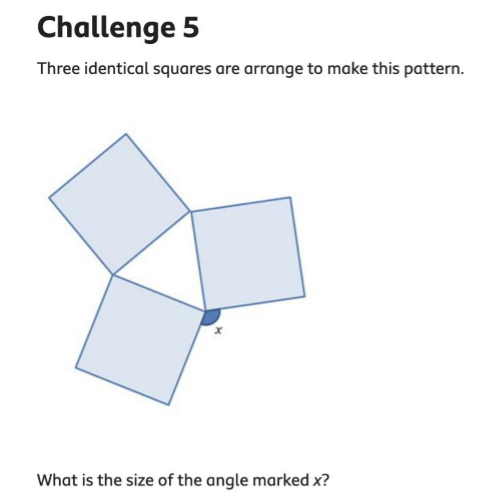 Challenge 5
Three identical squares are arrange to make this pattern.
x
What is the size of the angle marked x?